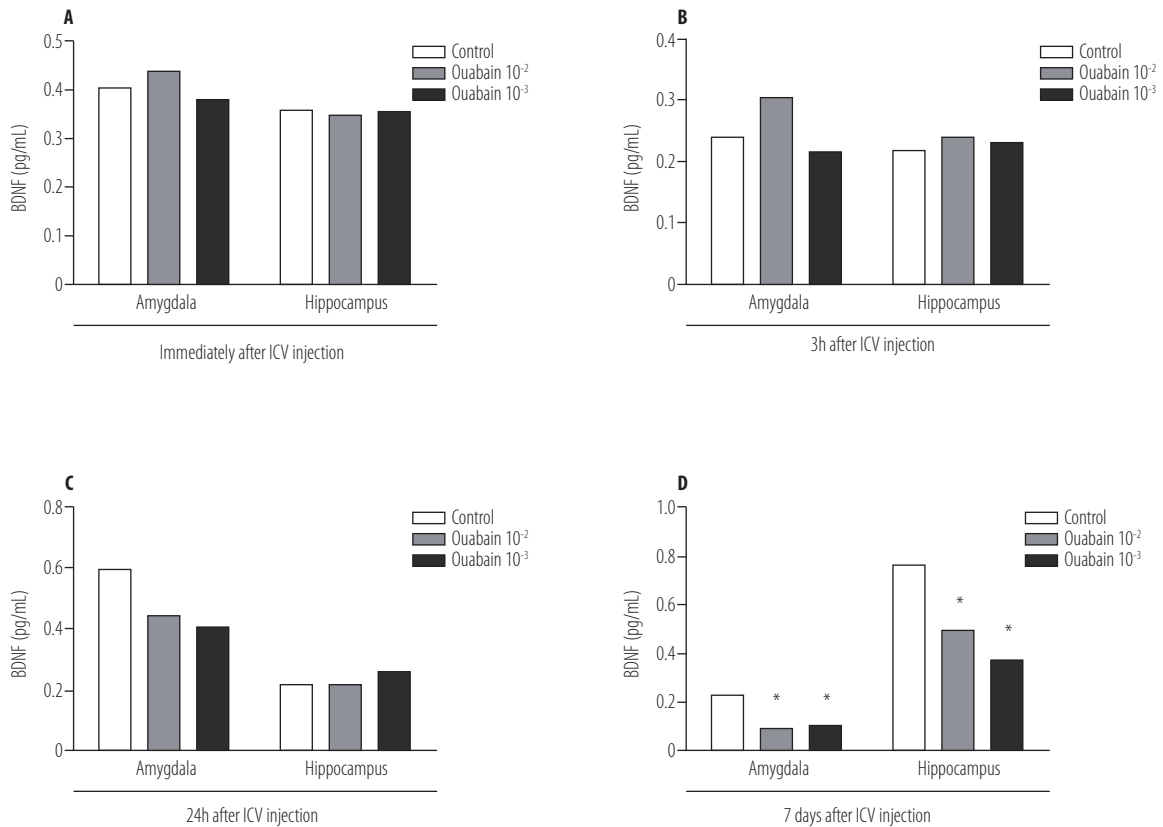 A
BDNF (pg/mL)
0.5
0.4
0.3
0.2
0.1
0
Control
Ouabain 10⁻²
Ouabain 10⁻³
Amygdala Hippocampus
Immediately after ICV injection
B
BDNF (pg/mL)
0.4
0.3
0.2
0.1
0
Control
Ouabain 10⁻²
Ouabain 10⁻³
Amygdala Hippocampus
3h after ICV injection
C
BDNF (pg/mL)
0.8
0.6
0.4
0.2
0
Control
Ouabain 10⁻²
Ouabain 10⁻³
Amygdala Hippocampus
24h after ICV injection
D
BDNF (pg/mL)
1.0
0.8
0.6
0.4
0.2
0
Control
Ouabain 10⁻²
Ouabain 10⁻³
*
*
* *
Amygdala Hippocampus
7 days after ICV injection